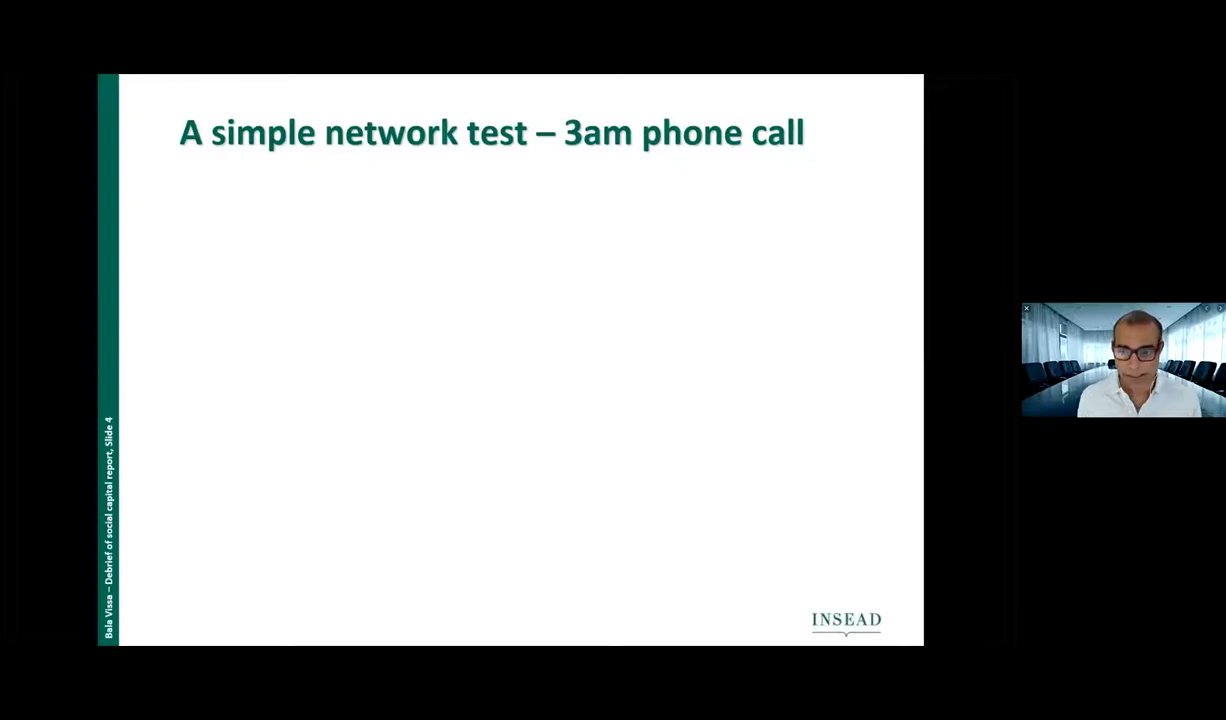 A simple network test – 3am phone call
Bala Vissa – Debrief of social capital report, Slide 4
INSEAD